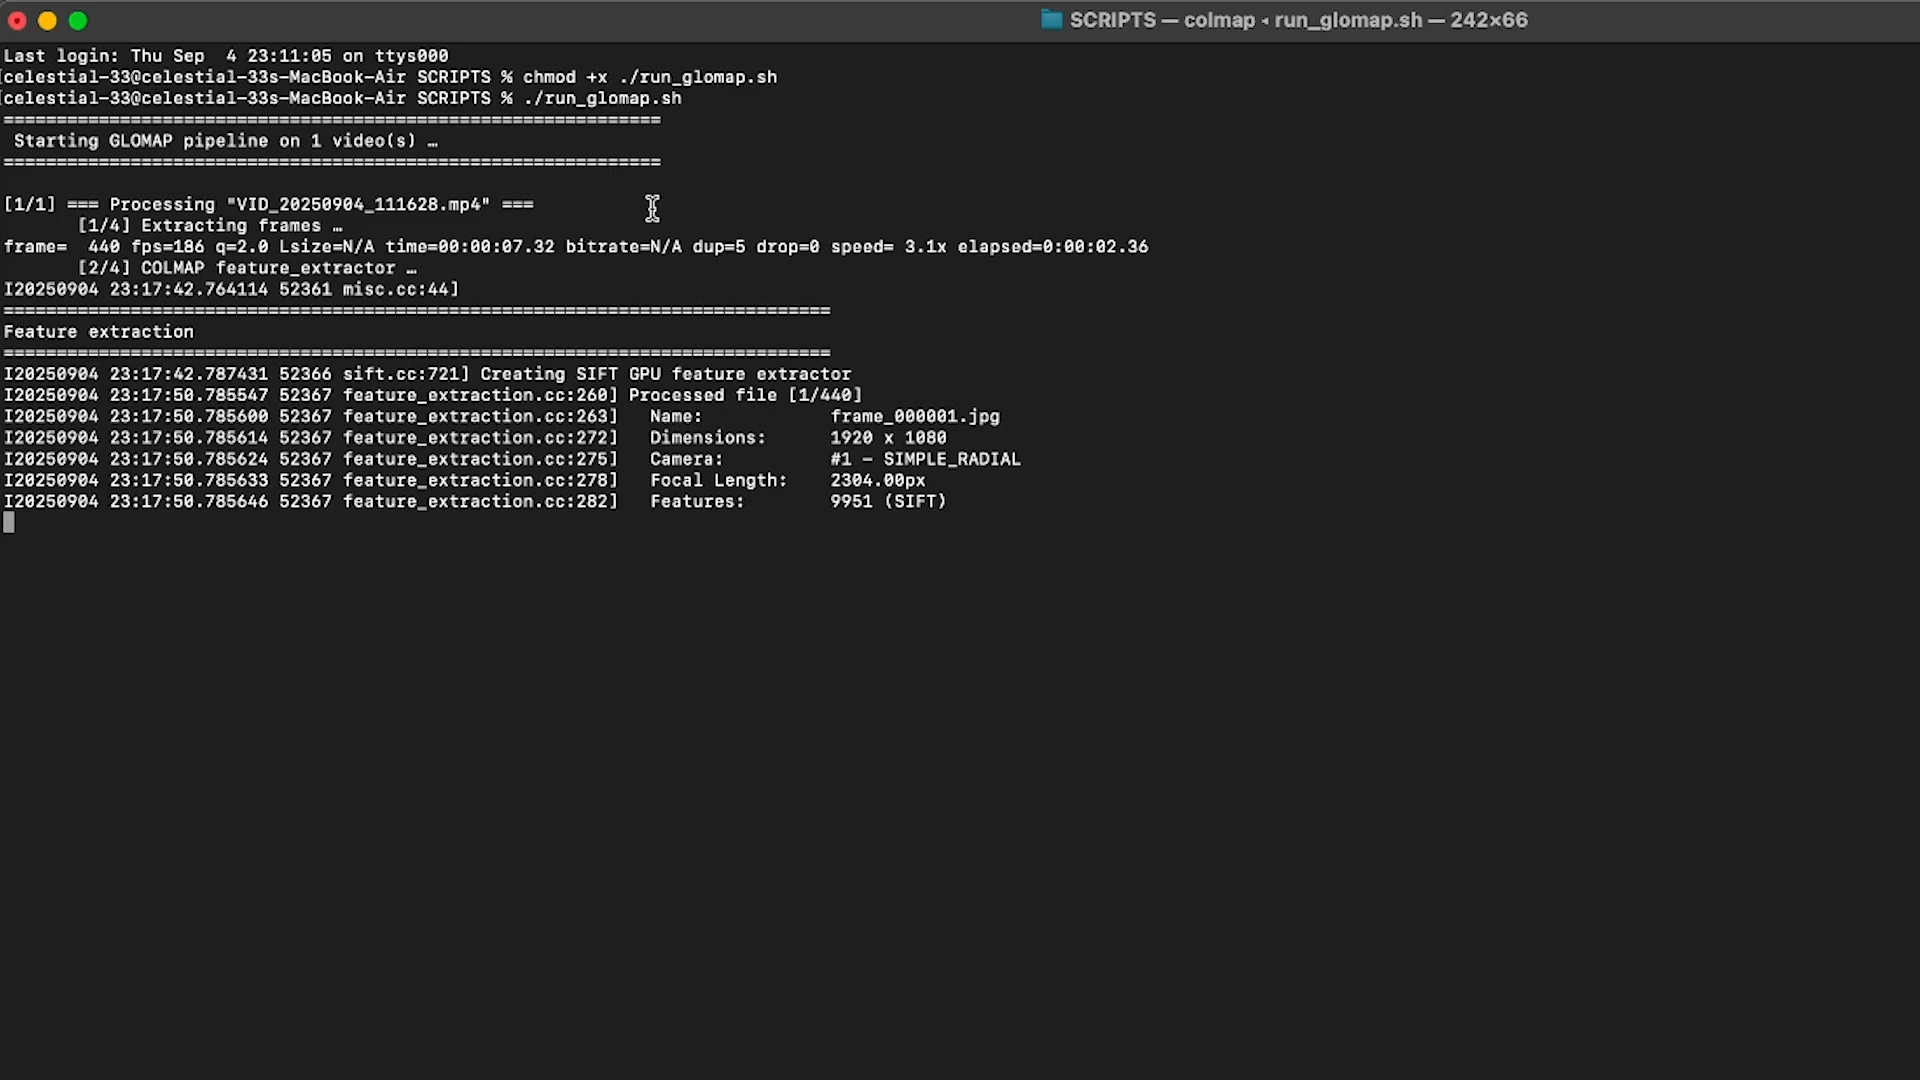 SCRIPTS — colmap ◂ run_glomap.sh — 242×66
Last login: Thu Sep  4 23:11:05 on ttys000
[celestial-33@celestial-33s-MacBook-Air SCRIPTS % chmod +x ./run_glomap.sh
[celestial-33@celestial-33s-MacBook-Air SCRIPTS % ./run_glomap.sh
==============================================================
 Starting GLOMAP pipeline on 1 video(s) …
==============================================================
[1/1] === Processing "VID_20250904_111628.mp4" ===
       [1/4] Extracting frames …
frame=  440 fps=186 q=2.0 Lsize=N/A time=00:00:07.32 bitrate=N/A dup=5 drop=0 speed= 3.1x elapsed=0:00:02.36
       [2/4] COLMAP feature_extractor …
I20250904 23:17:42.764114 52361 misc.cc:44]
==============================================================================
Feature extraction
==============================================================================
I20250904 23:17:42.787431 52366 sift.cc:721] Creating SIFT GPU feature extractor
I20250904 23:17:50.785547 52367 feature_extraction.cc:260] Processed file [1/440]
I20250904 23:17:50.785600 52367 feature_extraction.cc:263]   Name:            frame_000001.jpg
I20250904 23:17:50.785614 52367 feature_extraction.cc:272]   Dimensions:      1920 x 1080
I20250904 23:17:50.785624 52367 feature_extraction.cc:275]   Camera:          #1 – SIMPLE_RADIAL
I20250904 23:17:50.785633 52367 feature_extraction.cc:278]   Focal Length:    2304.00px
I20250904 23:17:50.785646 52367 feature_extraction.cc:282]   Features:        9951 (SIFT)